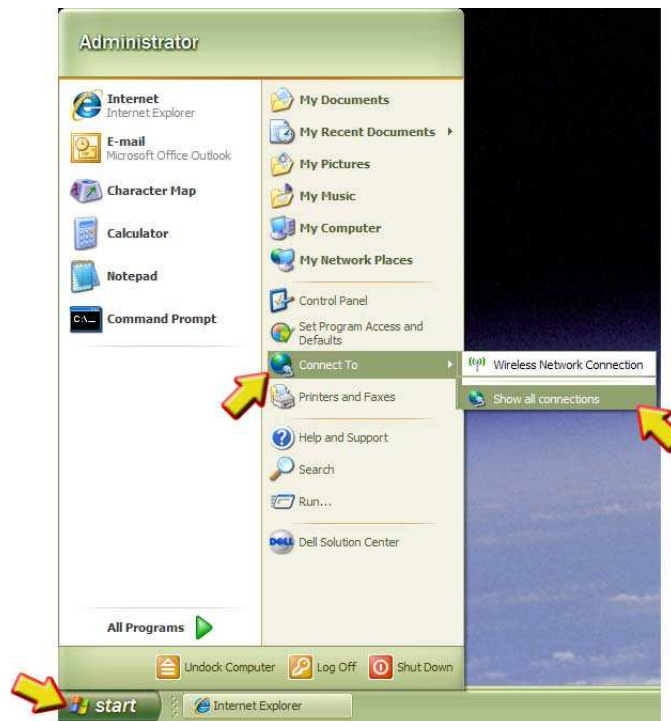 Administrator
Internet
Internet Explorer
E-mail
Microsoft Office Outlook
Character Map
Calculator
Notepad
C:\_
Command Prompt
All Programs
My Documents
My Recent Documents
My Pictures
My Music
My Computer
My Network Places
Control Panel
Set Program Access and
Defaults
Connect To
Printers and Faxes
Help and Support
Search
Run...
DELL
Dell Solution Center
Wireless Network Connection
Show all connections
Undock Computer
Log Off
Shut Down
start
Internet Explorer